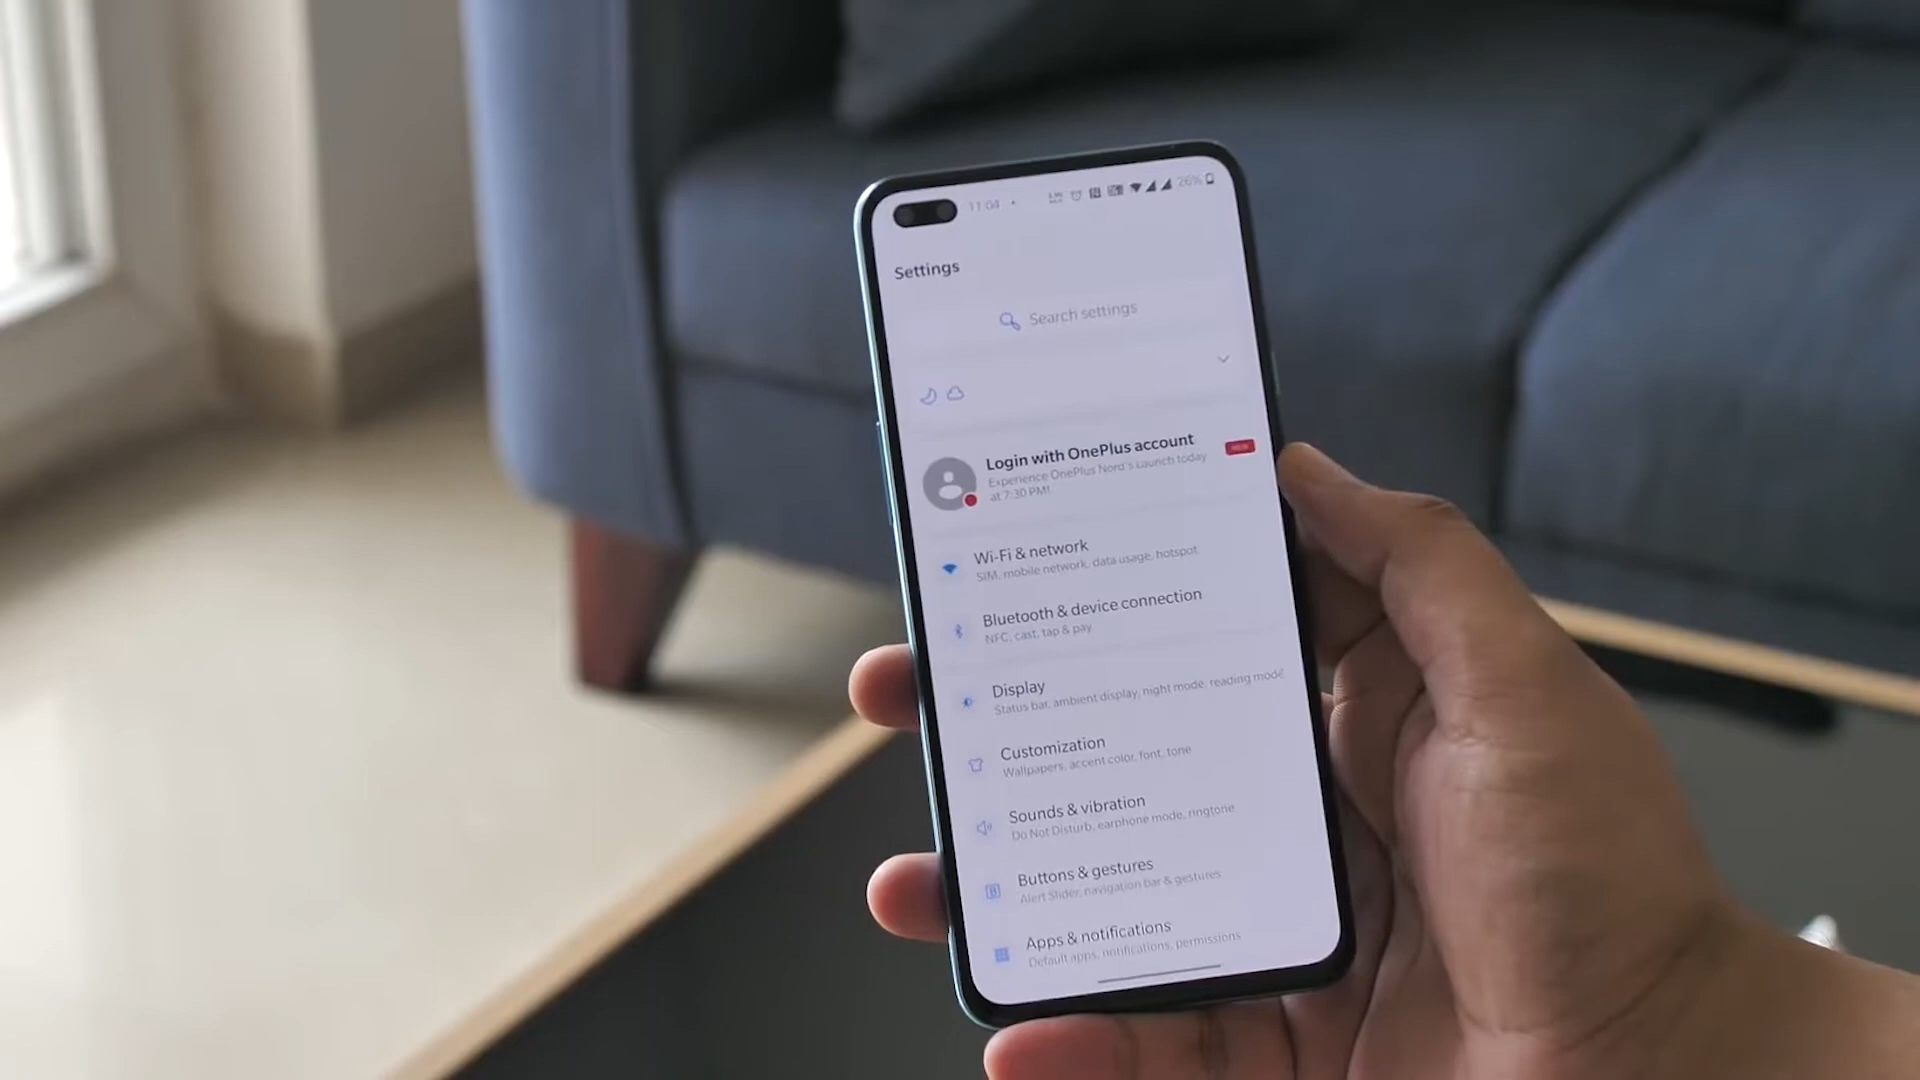 11:04
26%
Settings
Search settings
Login with OnePlus account
NEW
Experience OnePlus Nord's Launch today
at 7:30 PM!
Wi-Fi & network
SIM, mobile network, data usage, hotspot
Bluetooth & device connection
NFC, cast, tap & pay
Display
Status bar, ambient display, night mode, reading mode
Customization
Wallpapers, accent color, font, tone
Sounds & vibration
Do Not Disturb, earphone mode, ringtone
Buttons & gestures
Alert Slider, navigation bar & gestures
Apps & notifications
Default apps, notifications, permissions